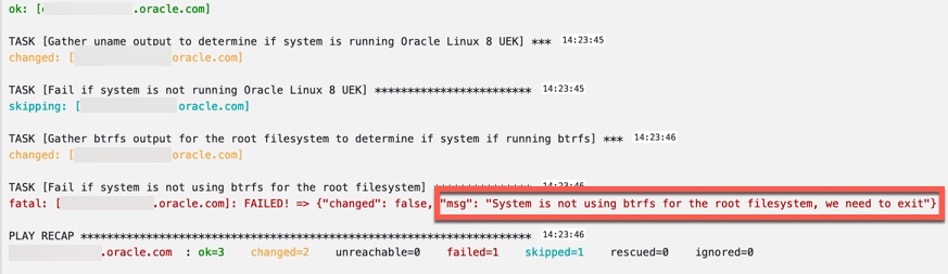 ok: [ .oracle.com]
TASK [Gather uname output to determine if system is running Oracle Linux 8 UEK] *** 14:23:45
changed: [ oracle.com]
TASK [Fail if system is not running Oracle Linux 8 UEK] ************************ 14:23:45
skipping: [ oracle.com]
TASK [Gather btrfs output for the root filesystem to determine if system if running btrfs] *** 14:23:46
changed: [ oracle.com]
TASK [Fail if system is not using btrfs for the root filesystem] *************** 14:23:46
fatal: [ .oracle.com]: FAILED! => {"changed": false, "msg": "System is not using btrfs for the root filesystem, we need to exit"}
PLAY RECAP ********************************************************************* 14:23:46
.oracle.com : ok=3 changed=2 unreachable=0 failed=1 skipped=1 rescued=0 ignored=0